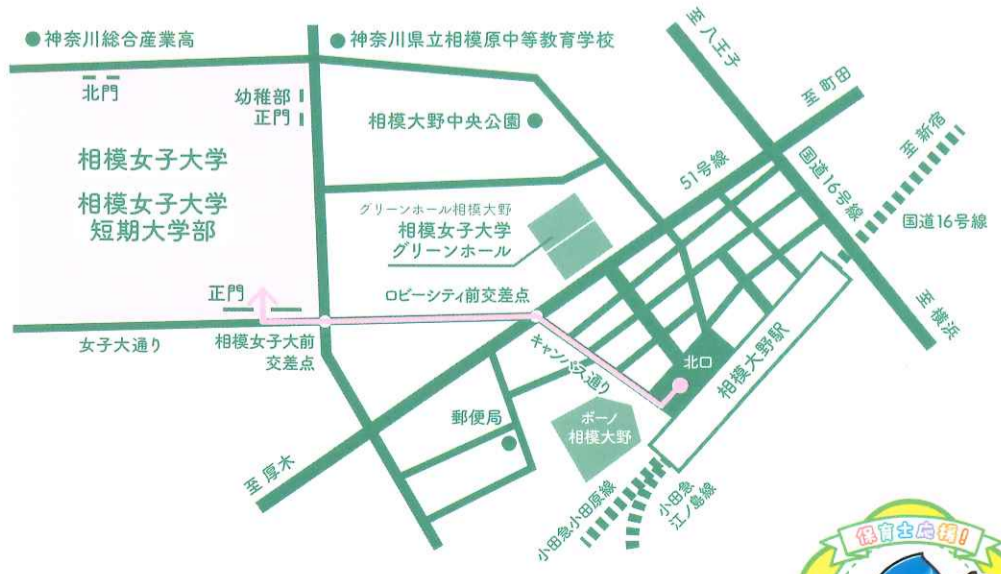 神奈川総合産業高
神奈川県立相模原中等教育学校
至八王子
至町田
至新宿
北門
幼稚部
正門
相模大野中央公園
51号線
国道16号線
国道16号線
相模女子大学
相模女子大学
短期大学部
グリーンホール相模大野
相模女子大学
グリーンホール
正門
ロビーシティ前交差点
至横浜
女子大通り
相模女子大前
交差点
キャンパス通り
北口
相模大野駅
郵便局
ボーノ
相模大野
至厚木
小田急小田原線
小田急
江ノ島線
保育士応援!